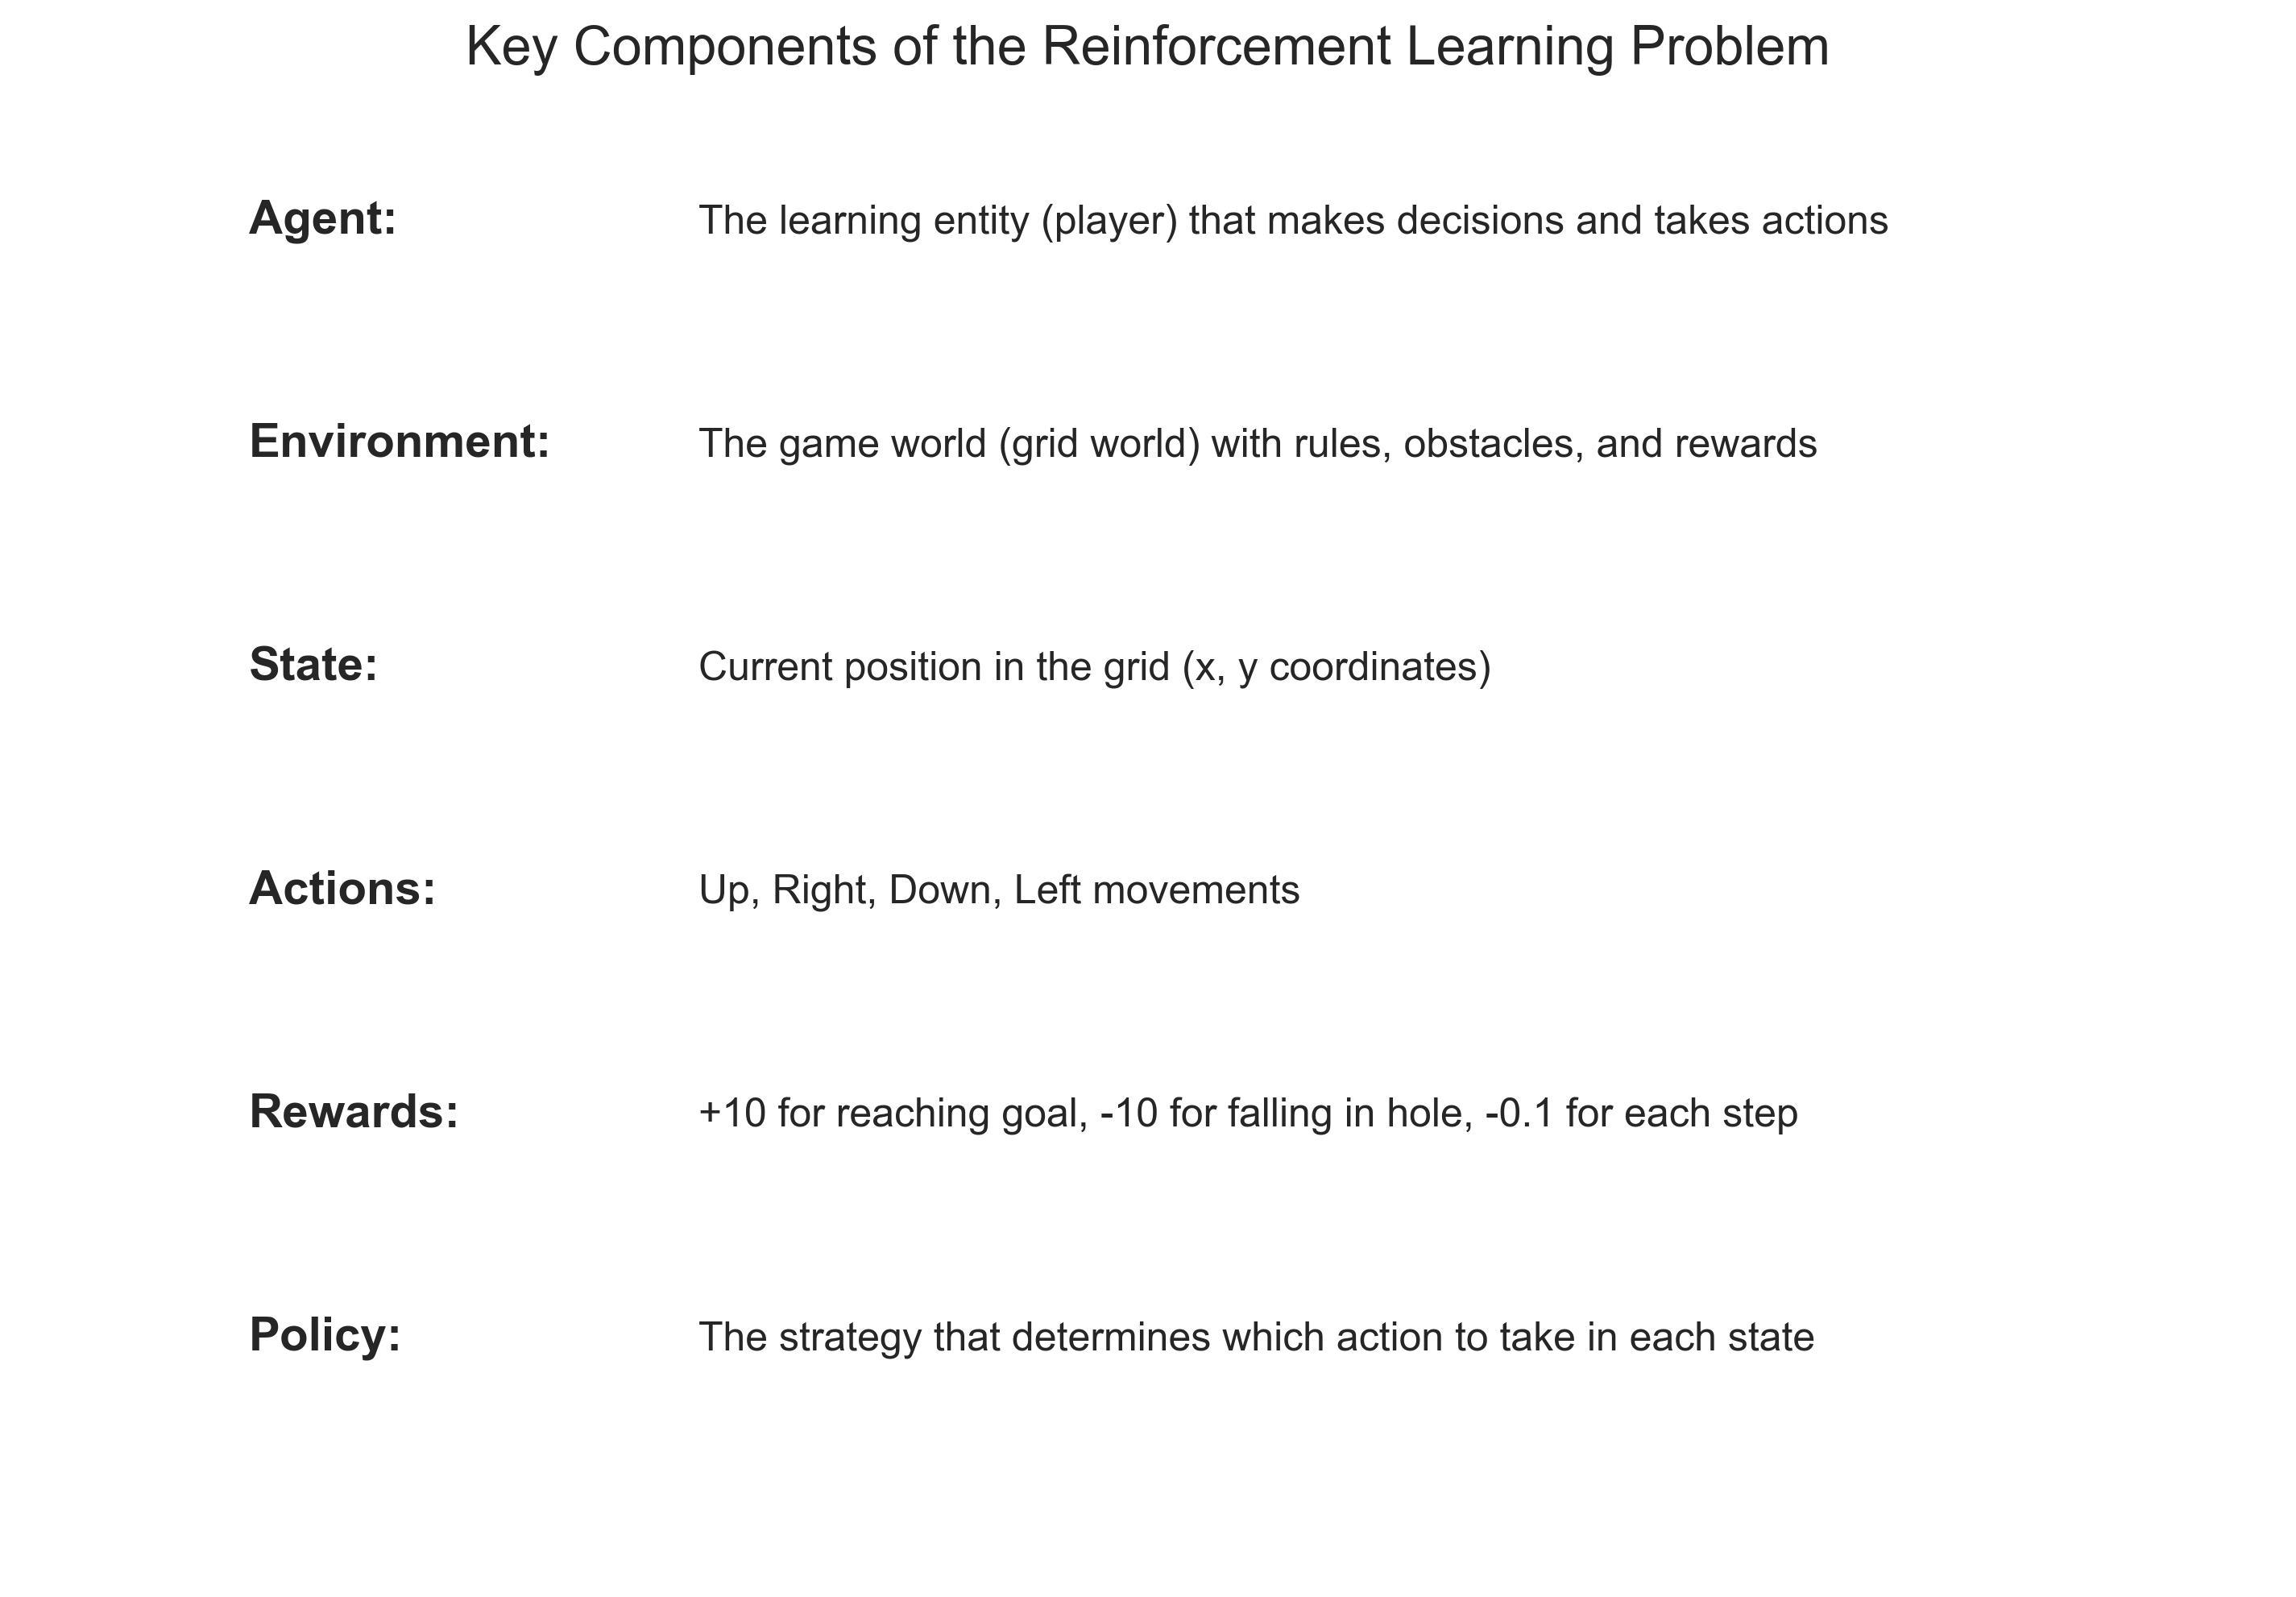 Key Components of the Reinforcement Learning Problem
Agent: The learning entity (player) that makes decisions and takes actions
Environment: The game world (grid world) with rules, obstacles, and rewards
State: Current position in the grid (x, y coordinates)
Actions: Up, Right, Down, Left movements
Rewards: +10 for reaching goal, -10 for falling in hole, -0.1 for each step
Policy: The strategy that determines which action to take in each state